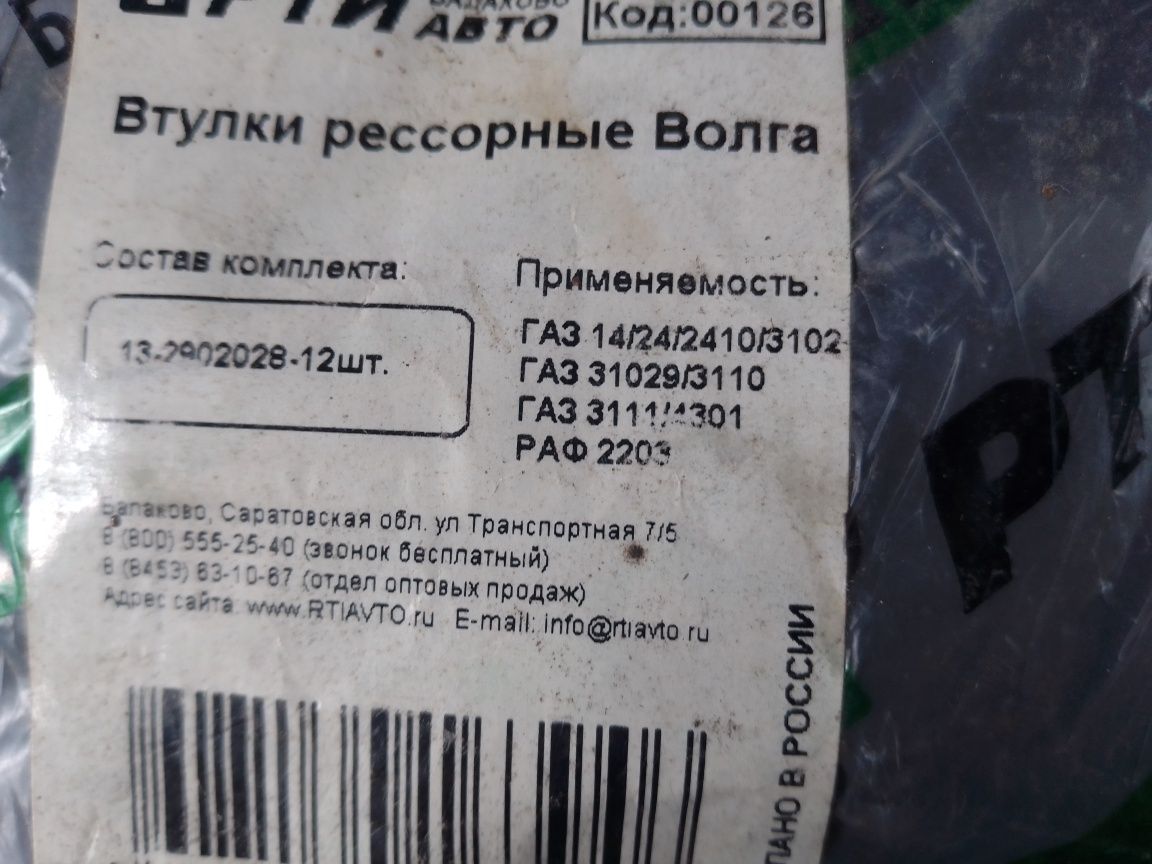 РТИ БАЛАКОВО АВТО
Код:00126
Втулки рессорные Волга
Состав комплекта:
13-2902028-12шт.
Применяемость:
ГАЗ 14/24/2410/3102
ГАЗ 31029/3110
ГАЗ 3111/4301
РАФ 2203
Балаково, Саратовская обл. ул Транспортная 7/5
8 (800) 555-25-40 (звонок бесплатный)
8 (8453) 63-10-67 (отдел оптовых продаж)
Адрес сайта: www.RTIAVTO.ru E-mail: info@rtiavto.ru
В РОССИИ